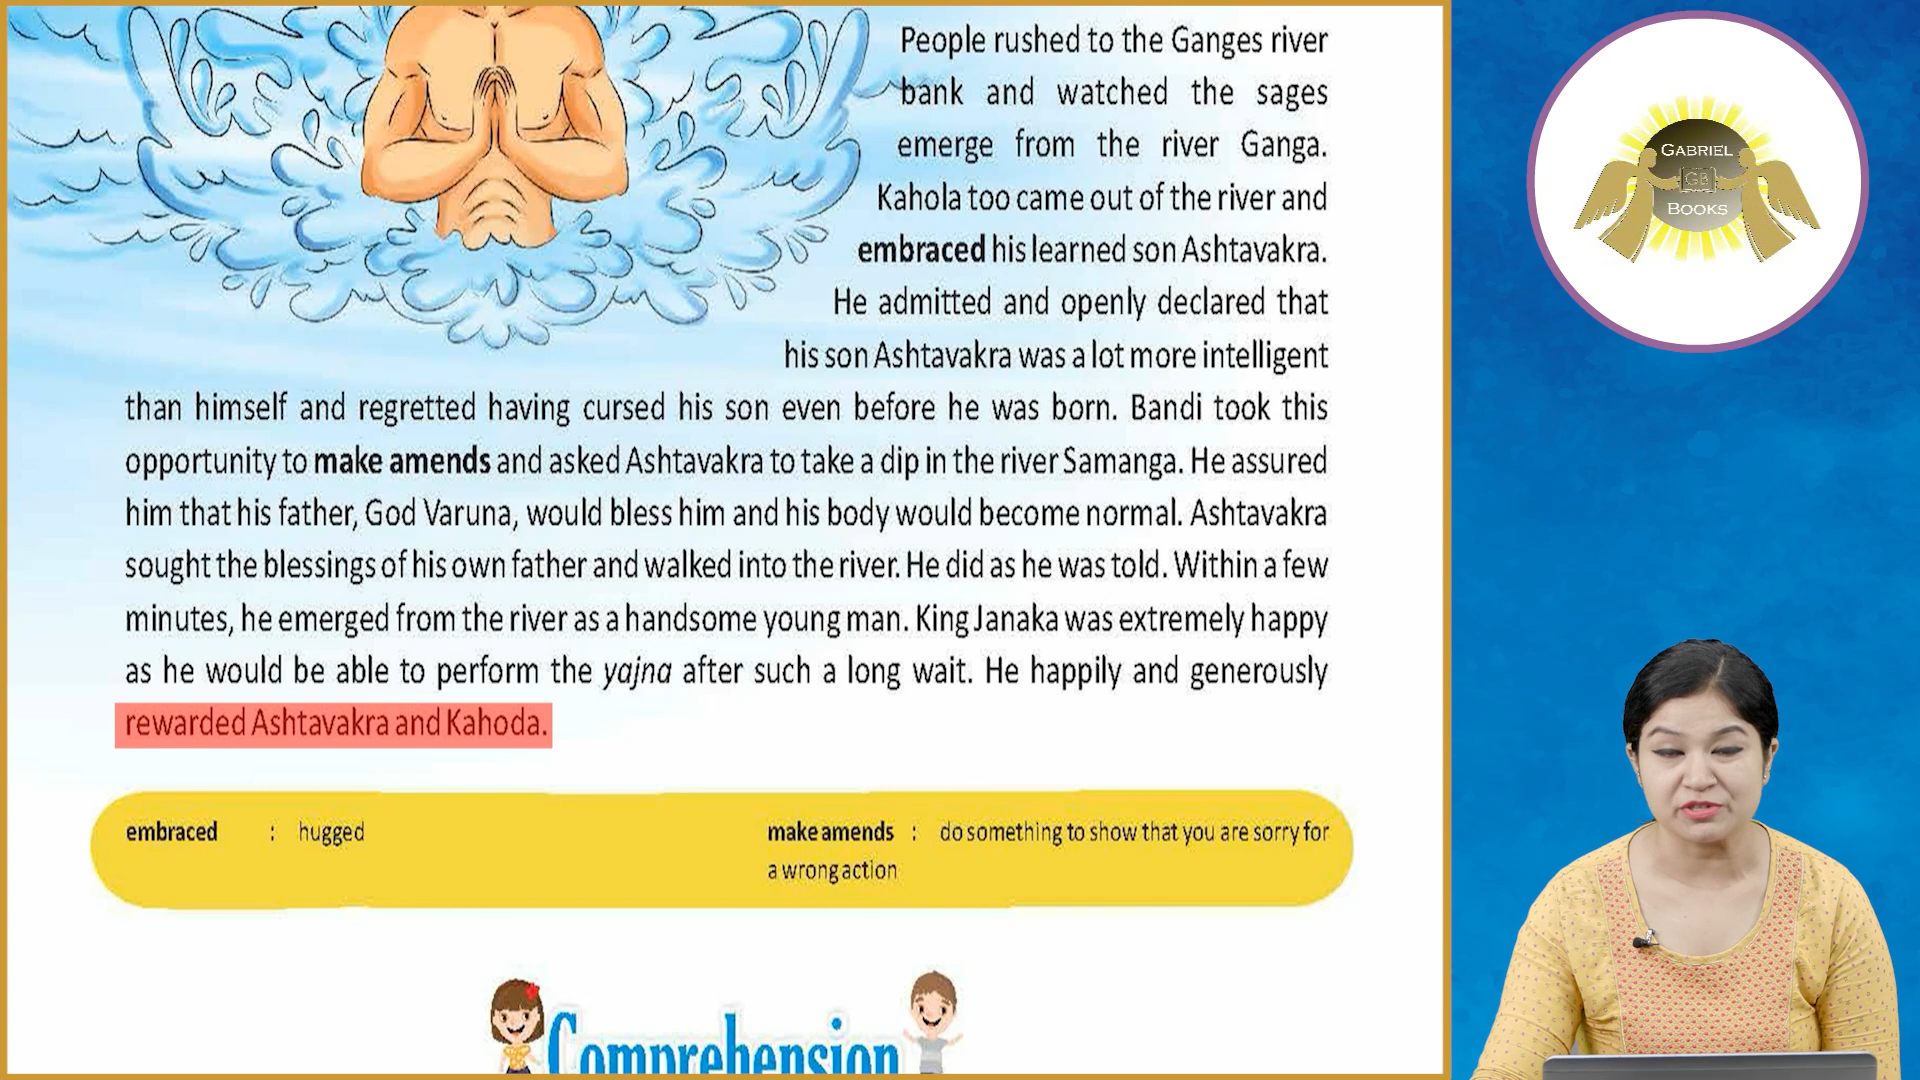 People rushed to the Ganges river
bank and watched the sages
emerge from the river Ganga.
Kahola too came out of the river and
embraced his learned son Ashtavakra.
He admitted and openly declared that
his son Ashtavakra was a lot more intelligent
than himself and regretted having cursed his son even before he was born. Bandi took this
opportunity to make amends and asked Ashtavakra to take a dip in the river Samanga. He assured
him that his father, God Varuna, would bless him and his body would become normal. Ashtavakra
sought the blessings of his own father and walked into the river. He did as he was told. Within a few
minutes, he emerged from the river as a handsome young man. King Janaka was extremely happy
as he would be able to perform the yajna after such a long wait. He happily and generously
rewarded Ashtavakra and Kahoda.
embraced : hugged
make amends : do something to show that you are sorry for
a wrong action
Comprehension
GABRIEL
GB
BOOKS